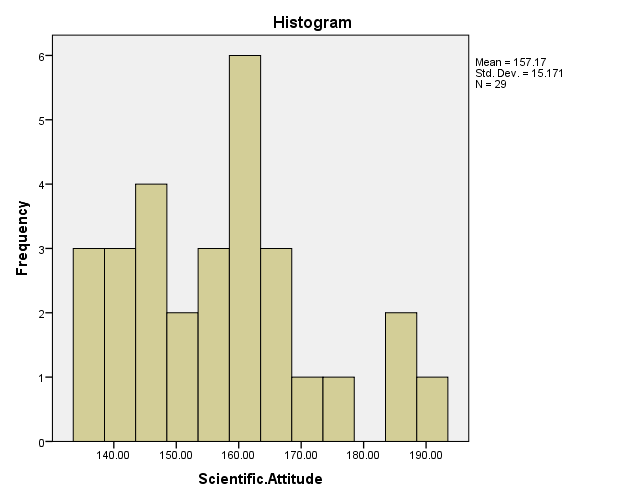 Histogram
6
5
4
3
2
1
0
Frequency
140.00 150.00 160.00 170.00 180.00 190.00
Scientific.Attitude
Mean = 157.17
Std. Dev. = 15.171
N = 29